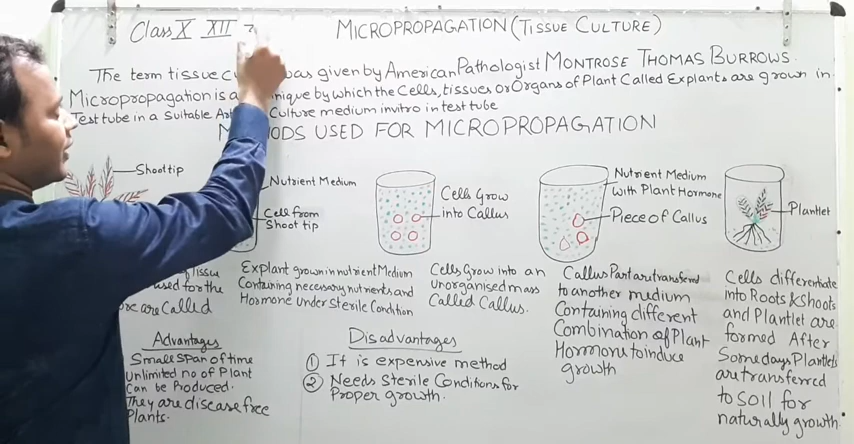 Class X XII
MICROPROPAGATION (TISSUE CULTURE)
The term tissue was given by American Pathologist MONTROSE THOMAS BURROWS.
Micropropagation is a by which the Cells, tissues or Organs of Plant Called Explants are grown in
Test tube in a Suitable Culture medium invitro in test tube
USED FOR MICROPROPAGATION
Shoot tip
Nutrient Medium
Cell from
Shoot tip
Cells Grow
into Callus
Nutrient Medium
with Plant Hormone
Piece of Callus
Plantlet
of Tissu
used for the
are Called
Explant grown in nutrient Medium
Containing necessary nutrients and
Hormone Under Sterile Condition
Cells Grow into an
unorganised mass
Called Callus.
Callus Part are transferd
to another medium
Containing different
Combination of Plant
Hormone to induce
growth
Cells differentiate
into Roots & Shoots
and Plantlet are
formed After
Some days Plantlets
are transferred
to Soil for
naturally growth
Advantages
Small Span of time
Unlimited no of Plant
Can be Produced.
They are disease free
Plants.
Disadvantages
① It is expensive method
② Needs Sterile Conditions for
Proper growth.